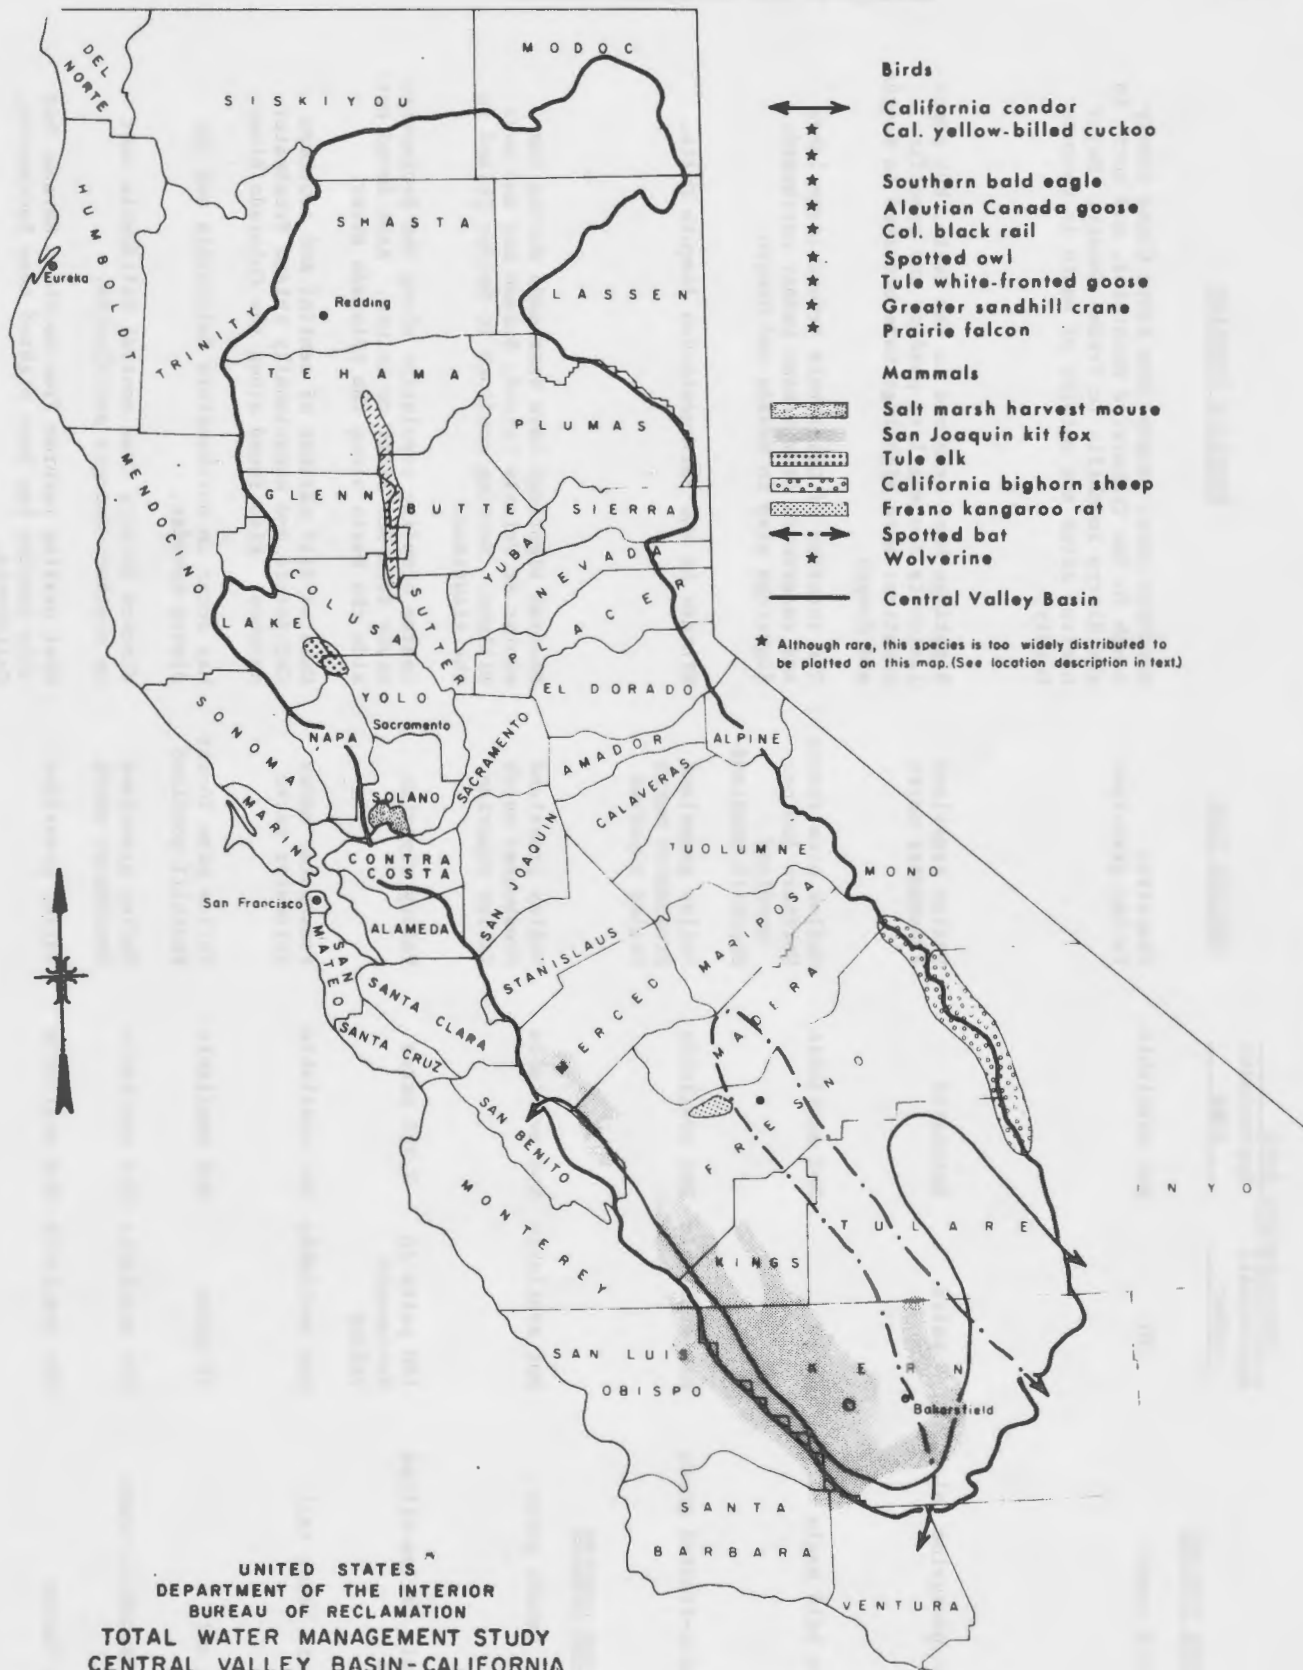 DEL
NORTE
SISKIYOU
MODOC
HUMBOLDT
Eureka
TRINITY
SHASTA
Redding
LASSEN
TEHAMA
PLUMAS
MENDOCINO
GLENN
BUTTE
SIERRA
YUBA
NEVADA
COLUSA
SUTTER
PLACER
LAKE
YOLO
Sacramento
EL DORADO
SONOMA
NAPA
SACRAMENTO
AMADOR
ALPINE
SOLANO
CALAVERAS
MARIN
CONTRA
COSTA
SAN JOAQUIN
TUOLUMNE
MONO
San Francisco
SAN
MATEO
ALAMEDA
STANISLAUS
MARIPOSA
SANTA CLARA
MERCED
MADERA
SANTA CRUZ
SAN BENITO
FRESNO
MONTEREY
INYO
TULARE
KINGS
SAN LUIS
OBISPO
KERN
Bakersfield
SANTA
BARBARA
VENTURA
Birds
California condor
★ Cal. yellow-billed cuckoo
★
★ Southern bald eagle
★ Aleutian Canada goose
★ Col. black rail
★ Spotted owl
★ Tule white-fronted goose
★ Greater sandhill crane
★ Prairie falcon
Mammals
Salt marsh harvest mouse
San Joaquin kit fox
Tule elk
California bighorn sheep
Fresno kangaroo rat
Spotted bat
★ Wolverine
Central Valley Basin
★ Although rare, this species is too widely distributed to
be plotted on this map. (See location description in text.)
UNITED STATES
DEPARTMENT OF THE INTERIOR
BUREAU OF RECLAMATION
TOTAL WATER MANAGEMENT STUDY
CENTRAL VALLEY BASIN-CALIFORNIA